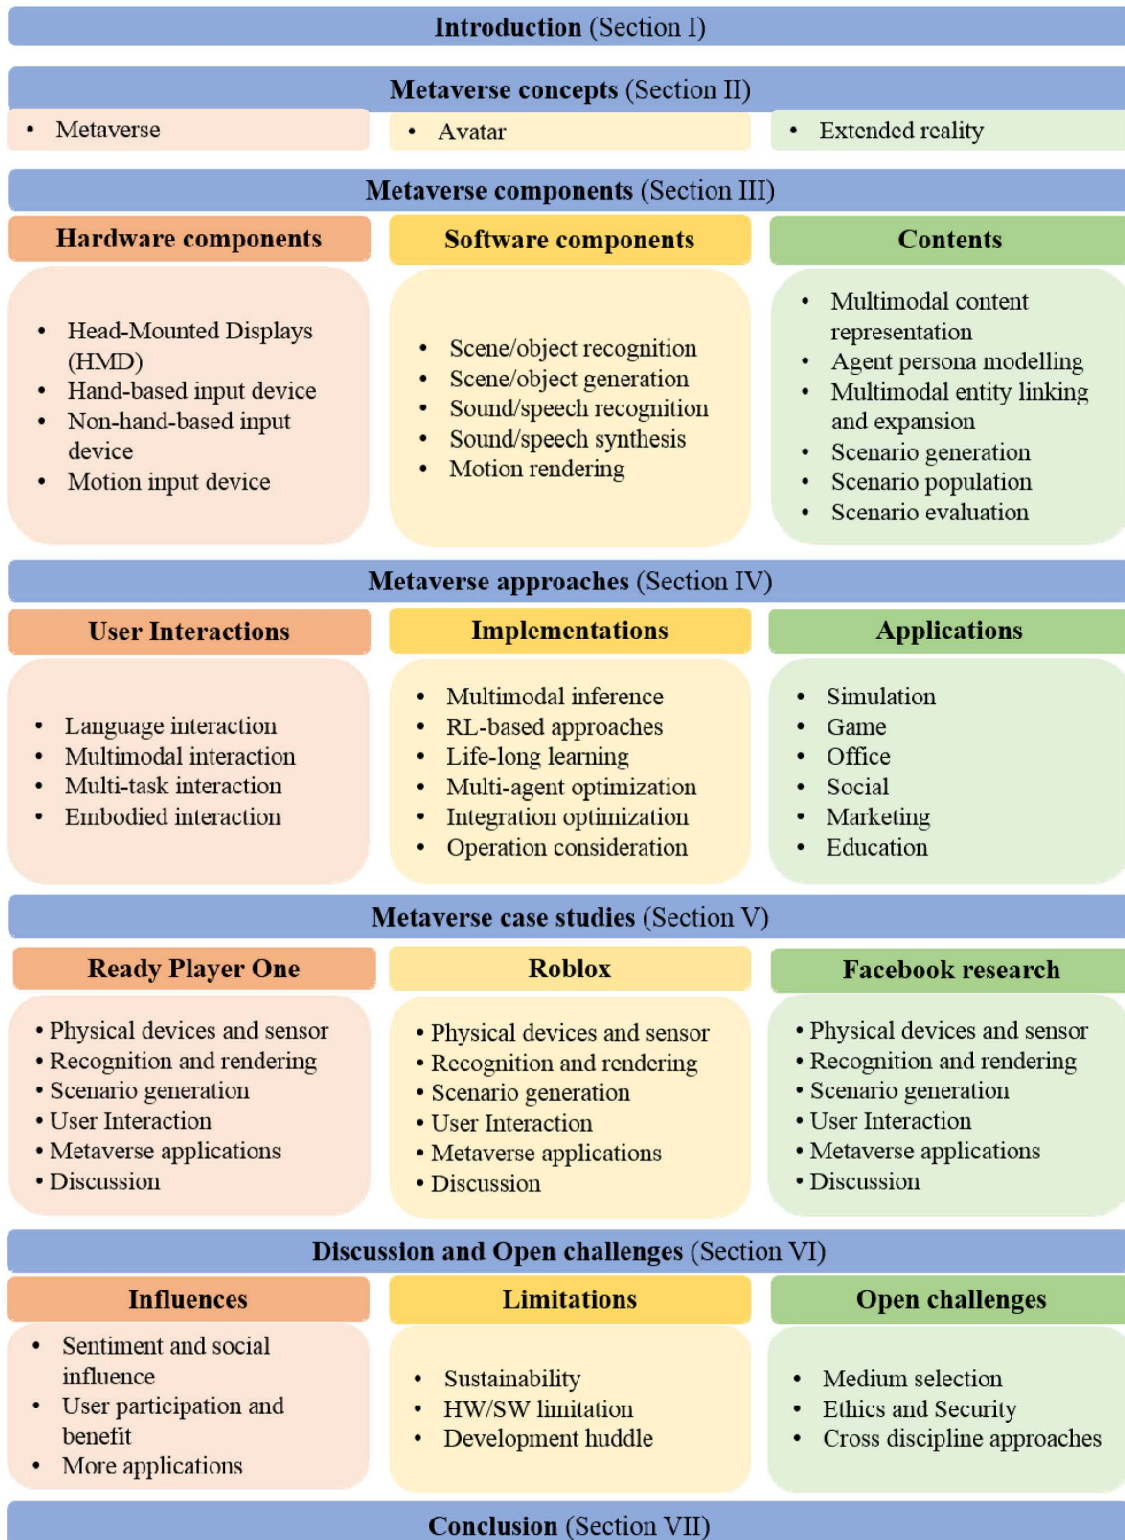 Introduction (Section I)
Metaverse concepts (Section II)
• Metaverse
• Avatar
• Extended reality
Metaverse components (Section III)
Hardware components
• Head-Mounted Displays
(HMD)
• Hand-based input device
• Non-hand-based input
device
• Motion input device
Software components
• Scene/object recognition
• Scene/object generation
• Sound/speech recognition
• Sound/speech synthesis
• Motion rendering
Contents
• Multimodal content
representation
• Agent persona modelling
• Multimodal entity linking
and expansion
• Scenario generation
• Scenario population
• Scenario evaluation
Metaverse approaches (Section IV)
User Interactions
• Language interaction
• Multimodal interaction
• Multi-task interaction
• Embodied interaction
Implementations
• Multimodal inference
• RL-based approaches
• Life-long learning
• Multi-agent optimization
• Integration optimization
• Operation consideration
Applications
• Simulation
• Game
• Office
• Social
• Marketing
• Education
Metaverse case studies (Section V)
Ready Player One
• Physical devices and sensor
• Recognition and rendering
• Scenario generation
• User Interaction
• Metaverse applications
• Discussion
Roblox
• Physical devices and sensor
• Recognition and rendering
• Scenario generation
• User Interaction
• Metaverse applications
• Discussion
Facebook research
• Physical devices and sensor
• Recognition and rendering
• Scenario generation
• User Interaction
• Metaverse applications
• Discussion
Discussion and Open challenges (Section VI)
Influences
• Sentiment and social
influence
• User participation and
benefit
• More applications
Limitations
• Sustainability
• HW/SW limitation
• Development huddle
Open challenges
• Medium selection
• Ethics and Security
• Cross discipline approaches
Conclusion (Section VII)